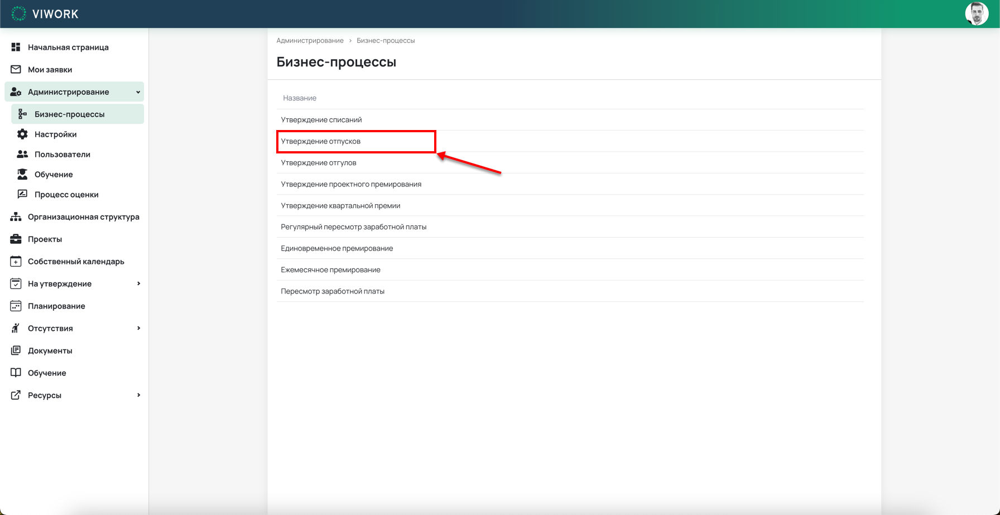 VIWORK
Начальная страница
Мои заявки
Администрирование
Бизнес-процессы
Настройки
Пользователи
Обучение
Процесс оценки
Организационная структура
Проекты
Собственный календарь
На утверждение
Планирование
Отсутствия
Документы
Обучение
Ресурсы
Администрирование › Бизнес-процессы
Бизнес-процессы
Название
Утверждение списаний
Утверждение отпусков
Утверждение отгулов
Утверждение проектного премирования
Утверждение квартальной премии
Регулярный пересмотр заработной платы
Единовременное премирование
Ежемесячное премирование
Пересмотр заработной платы